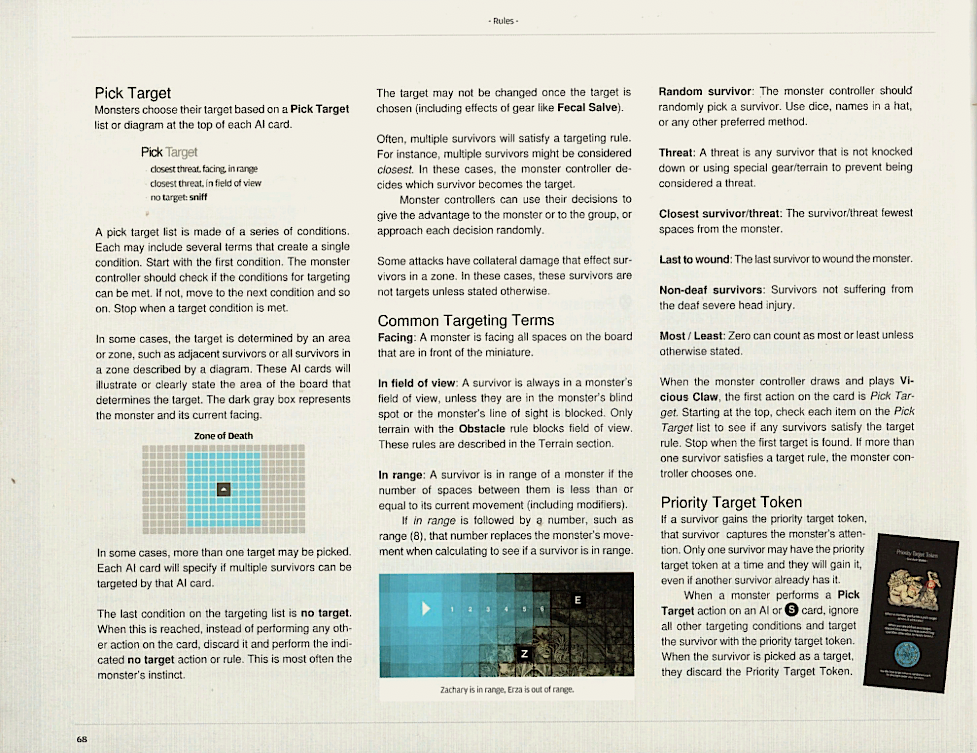 - Rules -
Pick Target
Monsters choose their target based on a Pick Target
list or diagram at the top of each AI card.
Pick Target
closest threat, facing, in range
closest threat, in field of view
no target: sniff
A pick target list is made of a series of conditions.
Each may include several terms that create a single
condition. Start with the first condition. The monster
controller should check if the conditions for targeting
can be met. If not, move to the next condition and so
on. Stop when a target condition is met.
In some cases, the target is determined by an area
or zone, such as adjacent survivors or all survivors in
a zone described by a diagram. These AI cards will
illustrate or clearly state the area of the board that
determines the target. The dark gray box represents
the monster and its current facing.
Zone of Death
In some cases, more than one target may be picked.
Each AI card will specify if multiple survivors can be
targeted by that AI card.
The last condition on the targeting list is no target.
When this is reached, instead of performing any oth-
er action on the card, discard it and perform the indi-
cated no target action or rule. This is most often the
monster's instinct.
The target may not be changed once the target is
chosen (including effects of gear like Fecal Salve).
Often, multiple survivors will satisfy a targeting rule.
For instance, multiple survivors might be considered
closest. In these cases, the monster controller de-
cides which survivor becomes the target.
Monster controllers can use their decisions to
give the advantage to the monster or to the group, or
approach each decision randomly.
Some attacks have collateral damage that effect sur-
vivors in a zone. In these cases, these survivors are
not targets unless stated otherwise.
Common Targeting Terms
Facing: A monster is facing all spaces on the board
that are in front of the miniature.
In field of view: A survivor is always in a monster's
field of view, unless they are in the monster's blind
spot or the monster's line of sight is blocked. Only
terrain with the Obstacle rule blocks field of view.
These rules are described in the Terrain section.
In range: A survivor is in range of a monster if the
number of spaces between them is less than or
equal to its current movement (including modifiers).
If in range is followed by a number, such as
range (8), that number replaces the monster's move-
ment when calculating to see if a survivor is in range.
1 2 3 4 5 6 E
Z
Zachary is in range, Erza is out of range.
Random survivor: The monster controller should
randomly pick a survivor. Use dice, names in a hat,
or any other preferred method.
Threat: A threat is any survivor that is not knocked
down or using special gear/terrain to prevent being
considered a threat.
Closest survivor/threat: The survivor/threat fewest
spaces from the monster.
Last to wound: The last survivor to wound the monster.
Non-deaf survivors: Survivors not suffering from
the deaf severe head injury.
Most / Least: Zero can count as most or least unless
otherwise stated.
When the monster controller draws and plays Vi-
cious Claw, the first action on the card is Pick Tar-
get. Starting at the top, check each item on the Pick
Target list to see if any survivors satisfy the target
rule. Stop when the first target is found. If more than
one survivor satisfies a target rule, the monster con-
troller chooses one.
Priority Target Token
If a survivor gains the priority target token,
that survivor captures the monster's atten-
tion. Only one survivor may have the priority
target token at a time and they will gain it,
even if another survivor already has it.
When a monster performs a Pick
Target action on an AI or S card, ignore
all other targeting conditions and target
the survivor with the priority target token.
When the survivor is picked as a target,
they discard the Priority Target Token.
Priority Target Token
68